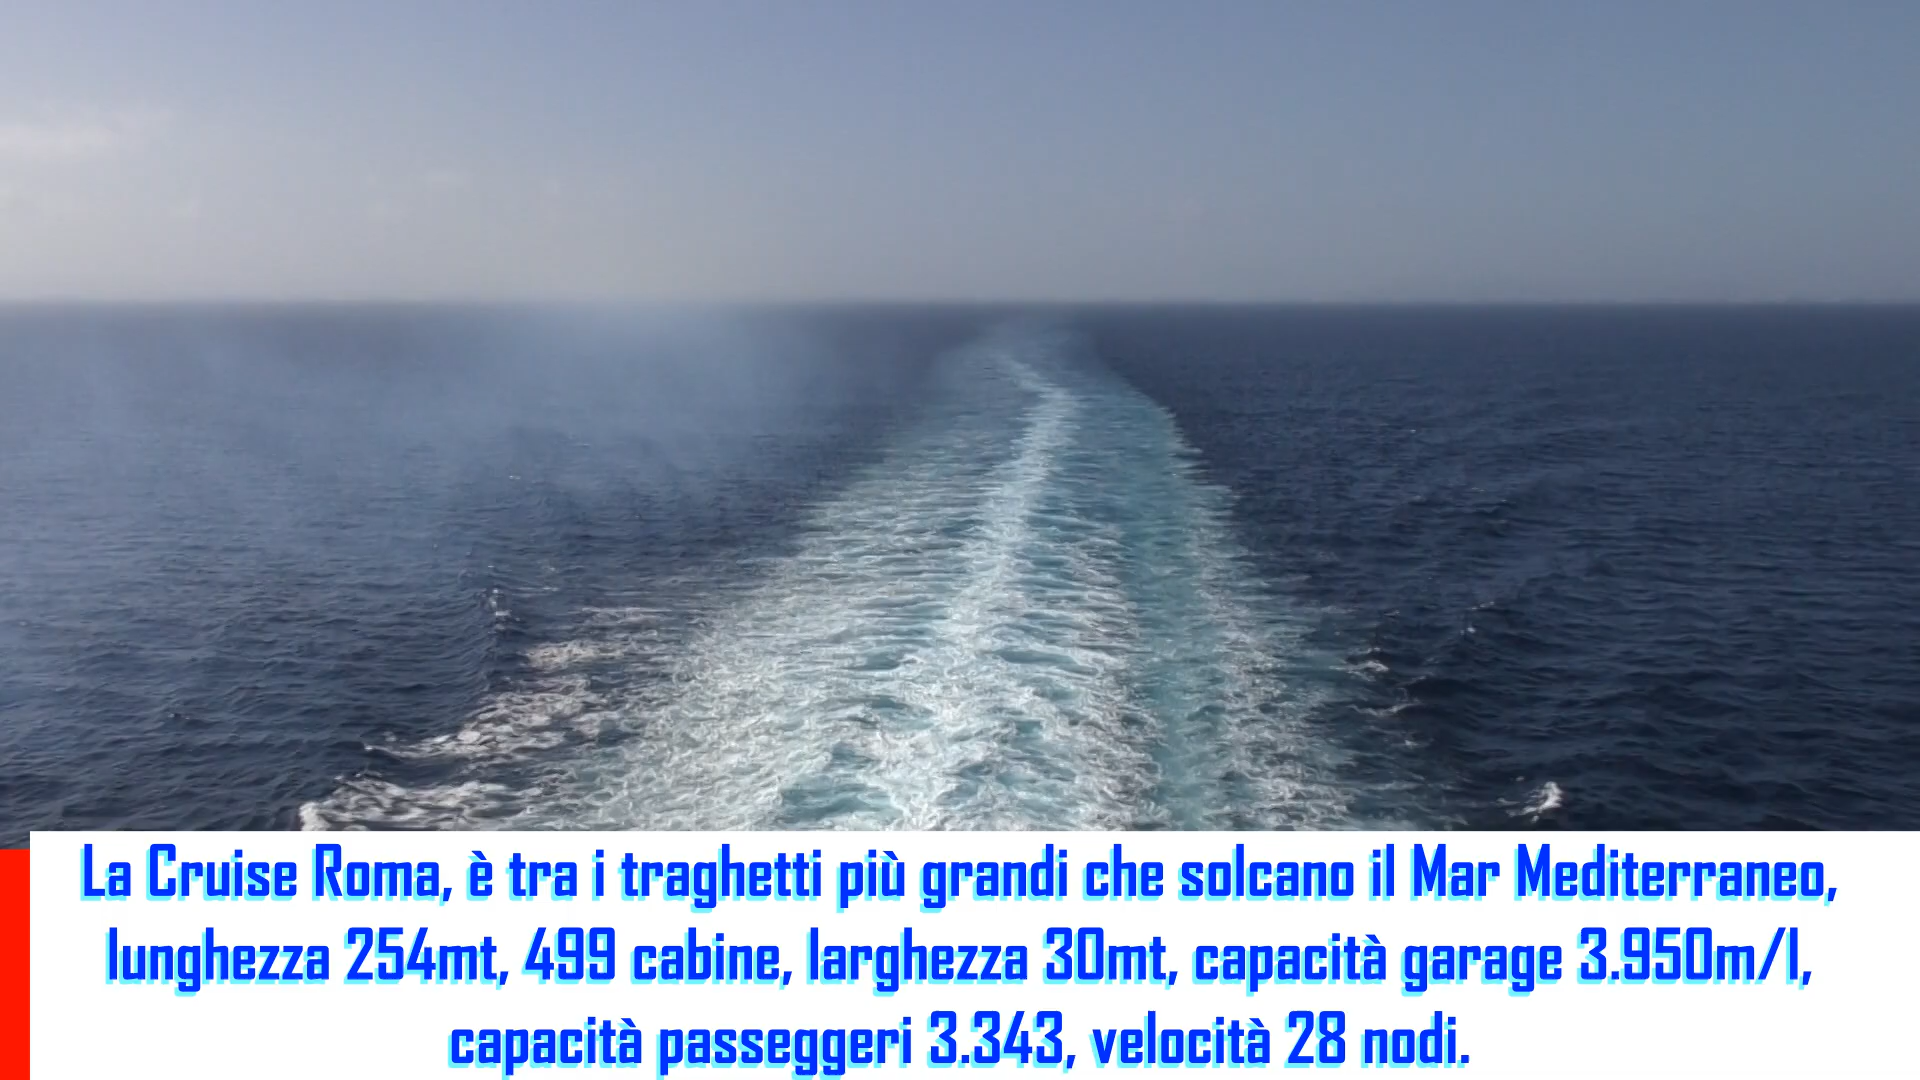 La Cruise Roma, è tra i traghetti più grandi che solcano il Mar Mediterraneo,
lunghezza 254mt, 499 cabine, larghezza 30mt, capacità garage 3.950m/l,
capacità passeggeri 3.343, velocità 28 nodi.